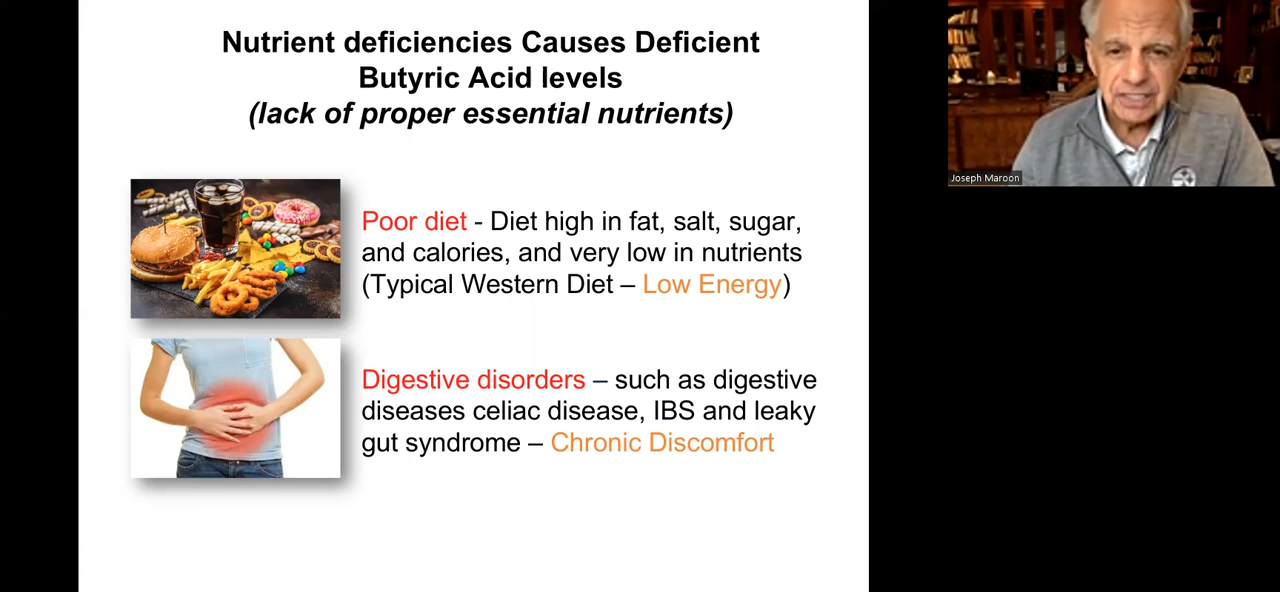 Nutrient deficiencies Causes Deficient
Butyric Acid levels
(lack of proper essential nutrients)
Poor diet - Diet high in fat, salt, sugar,
and calories, and very low in nutrients
(Typical Western Diet – Low Energy)
Digestive disorders – such as digestive
diseases celiac disease, IBS and leaky
gut syndrome – Chronic Discomfort
Joseph Maroon